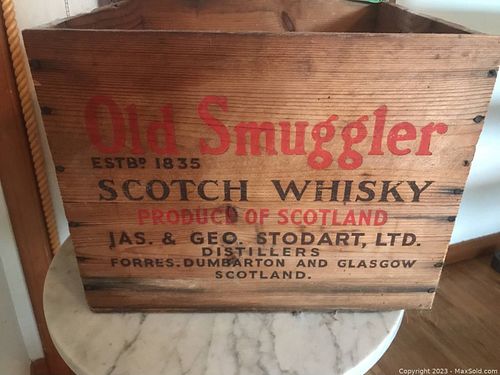 Old Smuggler
ESTBD 1835
SCOTCH WHISKY
PRODUCE OF SCOTLAND
JAS. & GEO. STODART, LTD.
DISTILLERS
FORRES. DUMBARTON AND GLASGOW
SCOTLAND.
Copyright 2023 - MaxSold.com